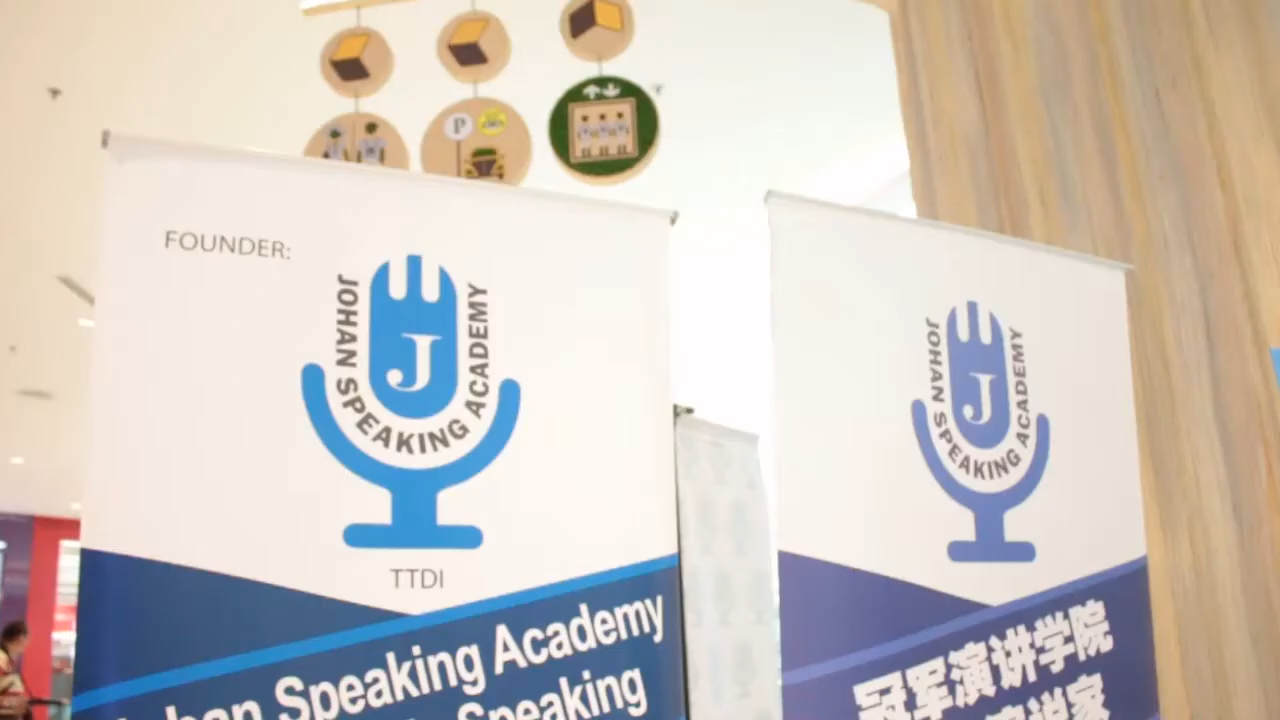 P
FOUNDER:
JOHAN SPEAKING ACADEMY
J
TTDI
Speaking Academy
Speaking
JOHAN SPEAKING ACADEMY
J
冠军演讲学院